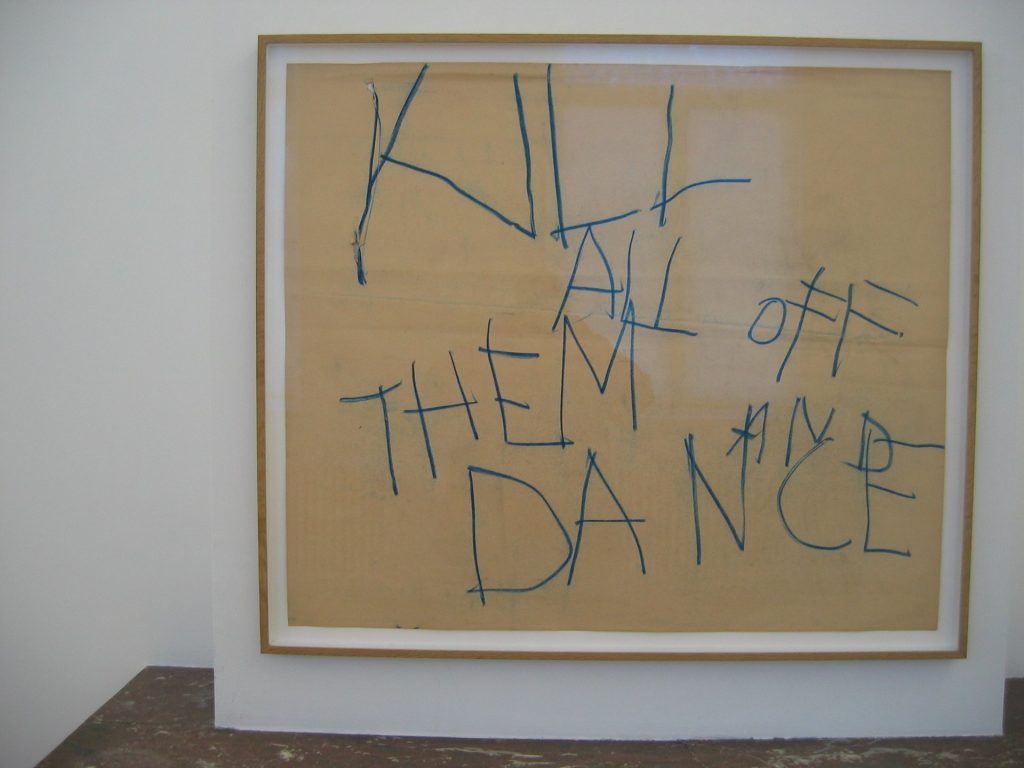 KILL
ALL OFF
THEM AND
DANCE